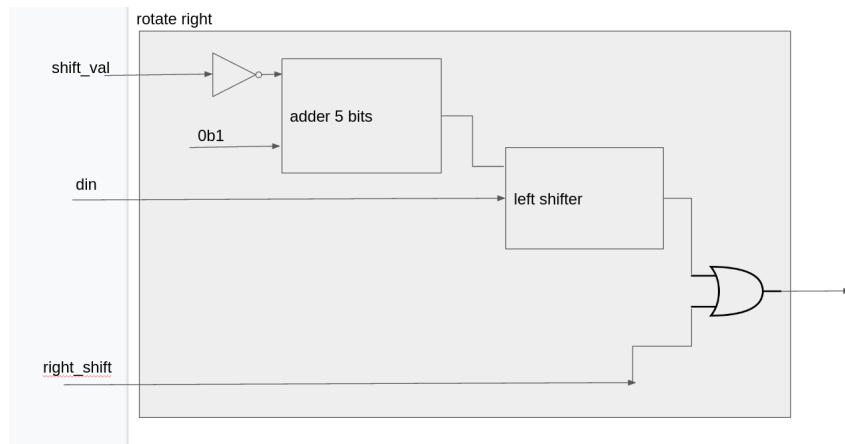 rotate right
shift_val
adder 5 bits
0b1
din
left shifter
right_shift